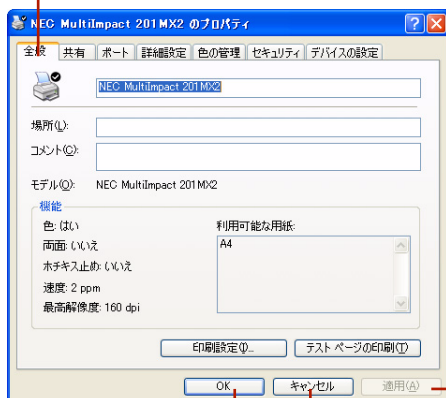 NEC MultiImpact 201MX2 のプロパティ
全般 共有 ポート 詳細設定 色の管理 セキュリティ デバイスの設定
NEC MultiImpact 201MX2
場所(L):
コメント(C):
モデル(O): NEC MultiImpact 201MX2
機能
色: はい 利用可能な用紙:
両面: いいえ A4
ホチキス止め: いいえ
速度: 2 ppm
最高解像度: 160 dpi
印刷設定(I)... テスト ページの印刷(T)
OK キャンセル 適用(A)